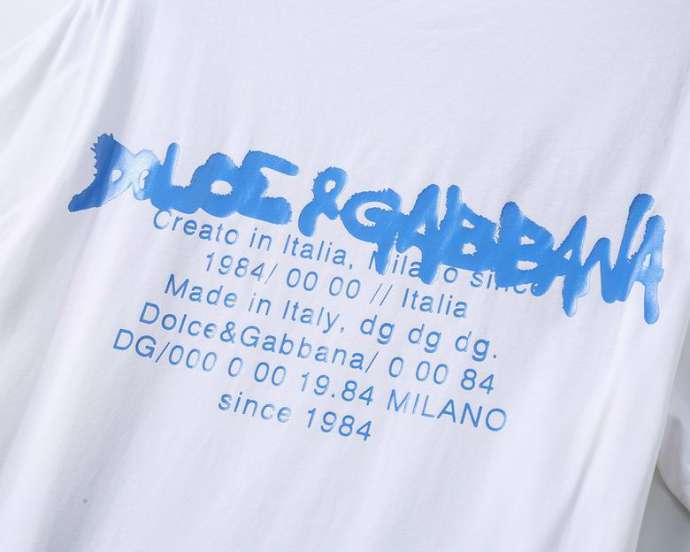 DOLCE & GABBANA
Creato in Italia, Milano since
1984/ 00 00 // Italia
Made in Italy, dg dg dg.
Dolce&Gabbana/ 0 00 84
DG/000 0 00 19.84 MILANO
since 1984